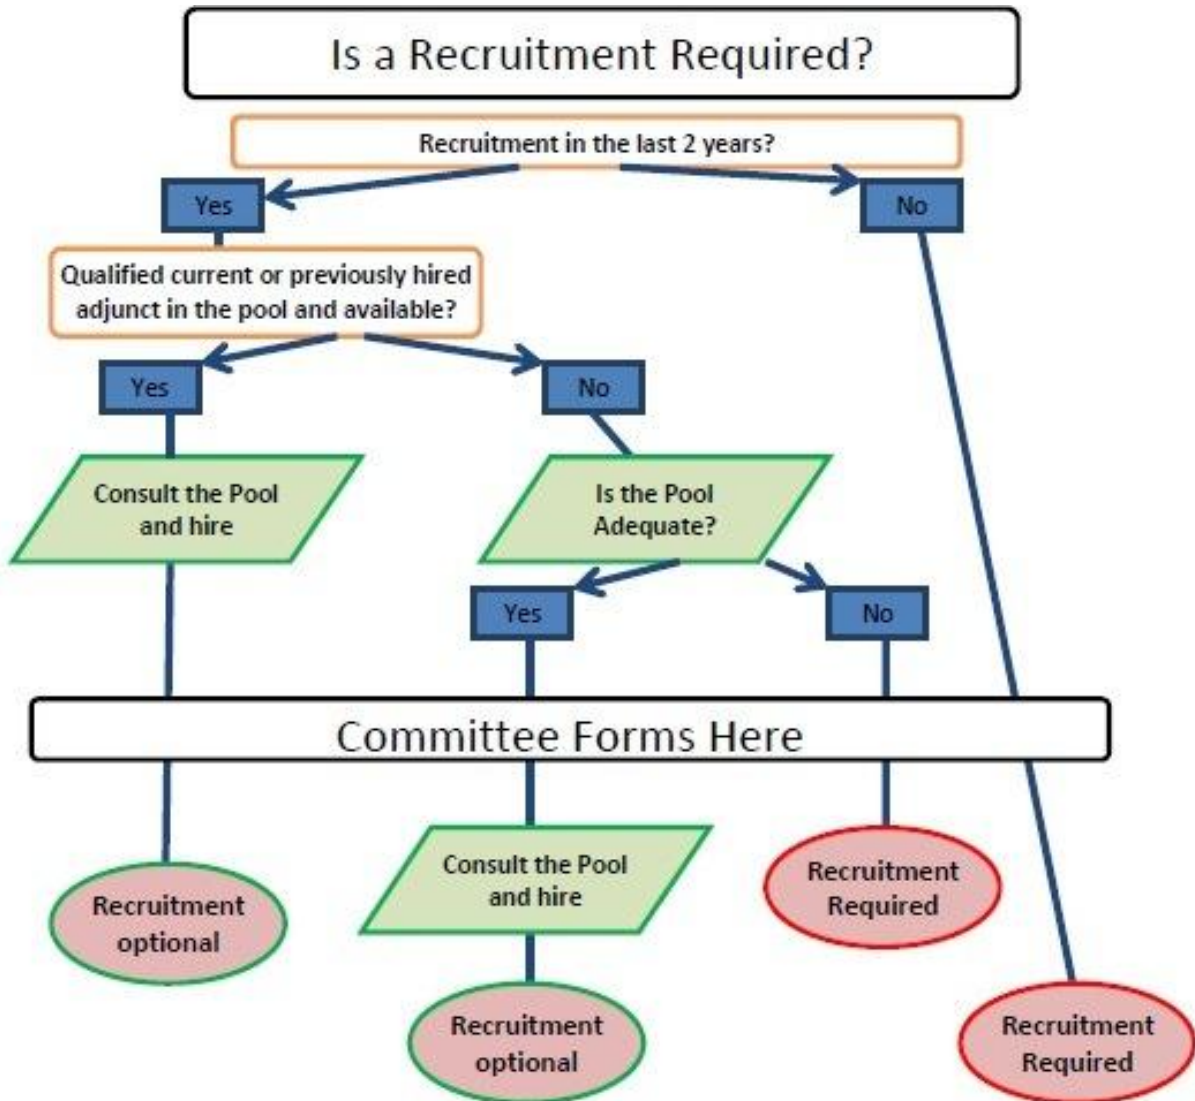 Is a Recruitment Required?
Recruitment in the last 2 years?
Yes
No
Qualified current or previously hired
adjunct in the pool and available?
Yes
No
Consult the Pool
and hire
Is the Pool
Adequate?
Yes
No
Committee Forms Here
Recruitment
optional
Consult the Pool
and hire
Recruitment
Required
Recruitment
optional
Recruitment
Required